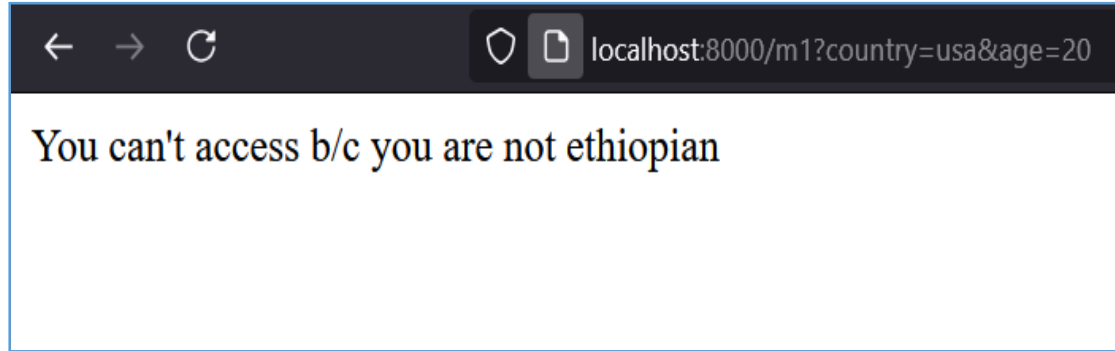 localhost:8000/m1?country=usa&age=20
You can't access b/c you are not ethiopian